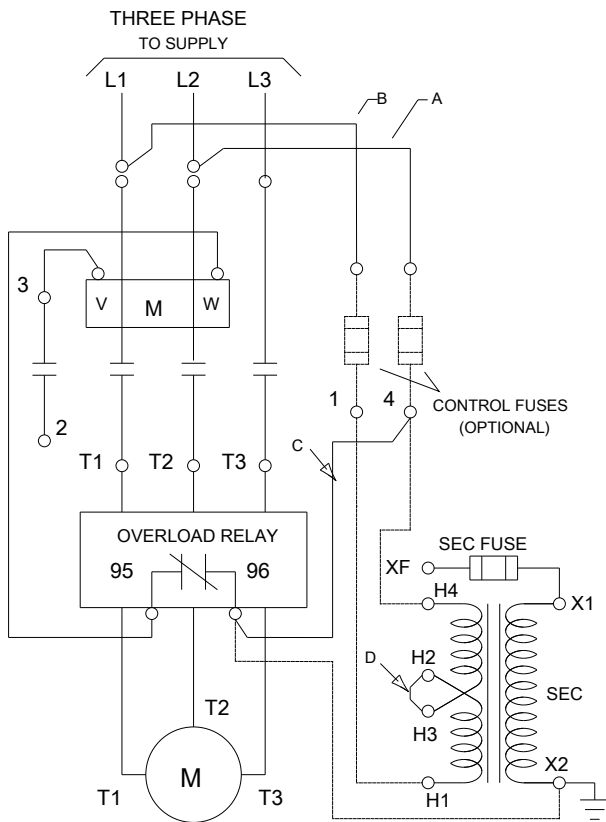 THREE PHASE
TO SUPPLY
L1 L2 L3
B A
3
V M W
2
1 4
CONTROL FUSES
(OPTIONAL)
T1 T2 T3
C
OVERLOAD RELAY
95 96
SEC FUSE
XF
H4 X1
D H2
SEC
H3
T2
M
X2
T1 T3 H1